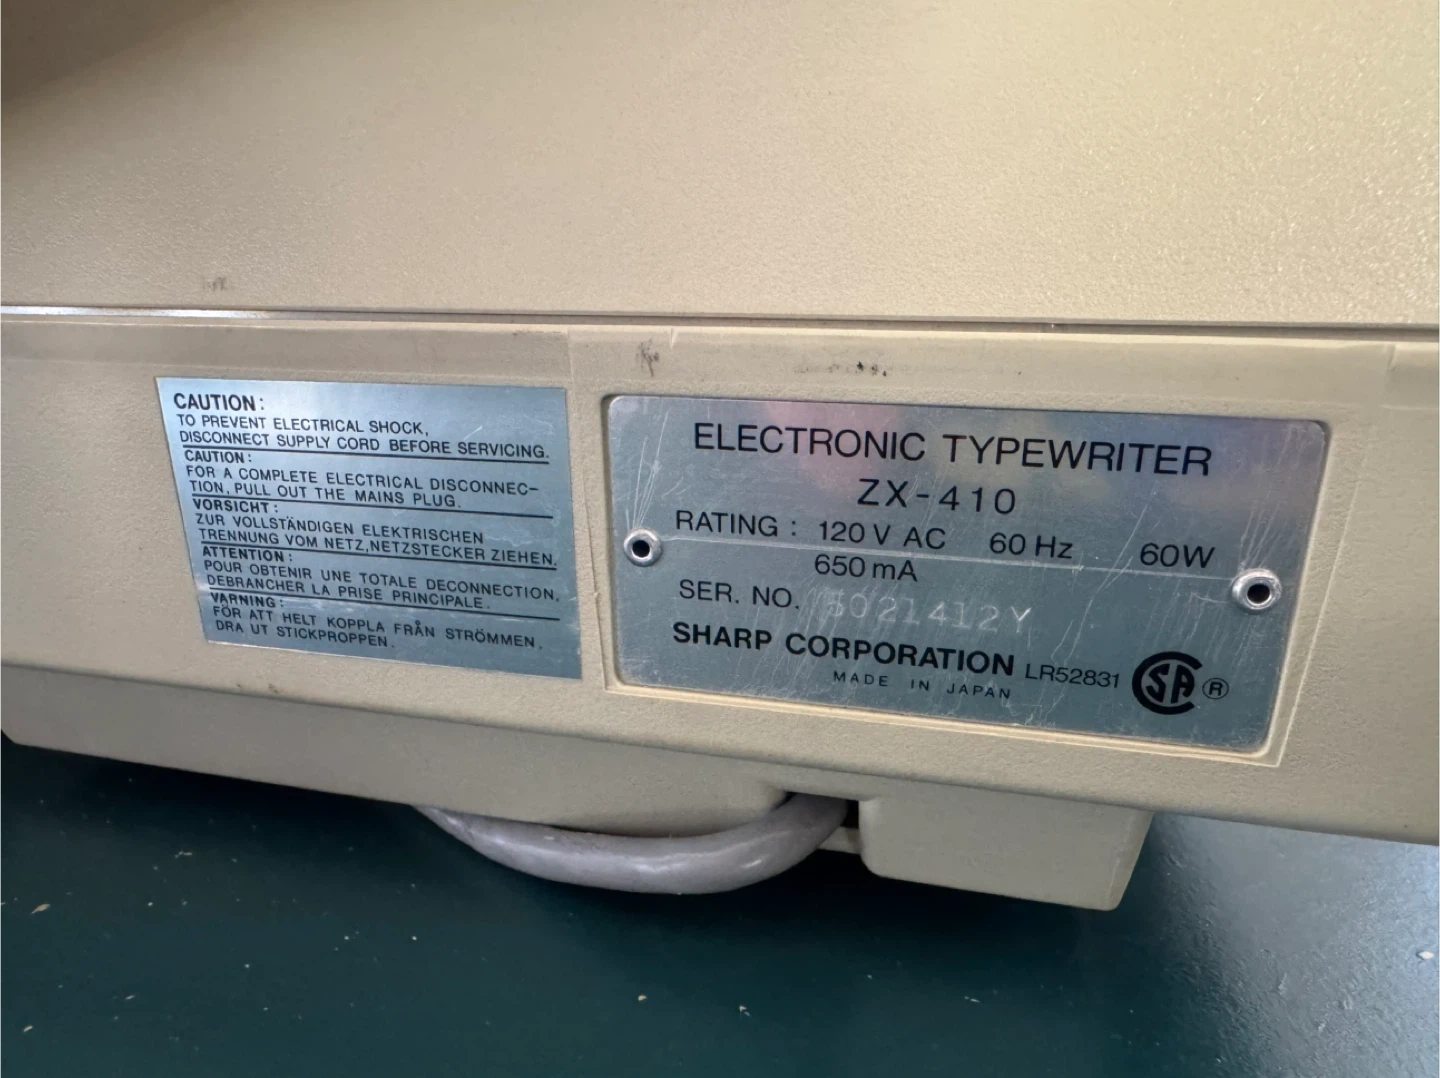 CAUTION:
TO PREVENT ELECTRICAL SHOCK,
DISCONNECT SUPPLY CORD BEFORE SERVICING.
CAUTION:
FOR A COMPLETE ELECTRICAL DISCONNEC-
TION, PULL OUT THE MAINS PLUG.
VORSICHT:
ZUR VOLLSTÄNDIGEN ELEKTRISCHEN
TRENNUNG VOM NETZ, NETZSTECKER ZIEHEN.
ATTENTION:
POUR OBTENIR UNE TOTALE DECONNECTION,
DEBRANCHER LA PRISE PRINCIPALE.
VARNING:
FÖR ATT HELT KOPPLA FRÅN STRÖMMEN,
DRA UT STICKPROPPEN.
ELECTRONIC TYPEWRITER
ZX-410
RATING: 120 V AC 60 Hz 60W
650 mA
SER. NO.
SHARP CORPORATION LR52831 SA ®
MADE IN JAPAN